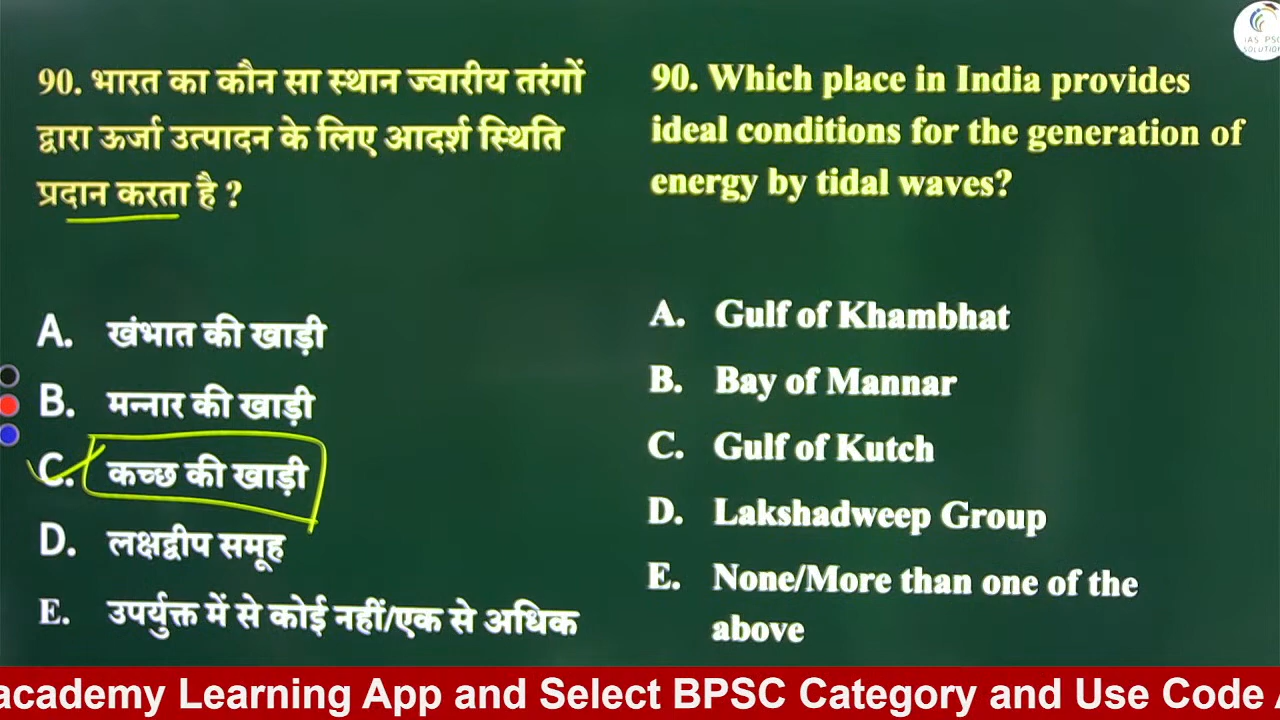 IAS PSC
SOLUTION
90. भारत का कौन सा स्थान ज्वारीय तरंगों
द्वारा ऊर्जा उत्पादन के लिए आदर्श स्थिति
प्रदान करता है ?
A. खंभात की खाड़ी
B. मन्नार की खाड़ी
C. कच्छ की खाड़ी
D. लक्षद्वीप समूह
E. उपर्युक्त में से कोई नहीं/एक से अधिक
90. Which place in India provides
ideal conditions for the generation of
energy by tidal waves?
A. Gulf of Khambhat
B. Bay of Mannar
C. Gulf of Kutch
D. Lakshadweep Group
E. None/More than one of the
above
academy Learning App and Select BPSC Category and Use Code